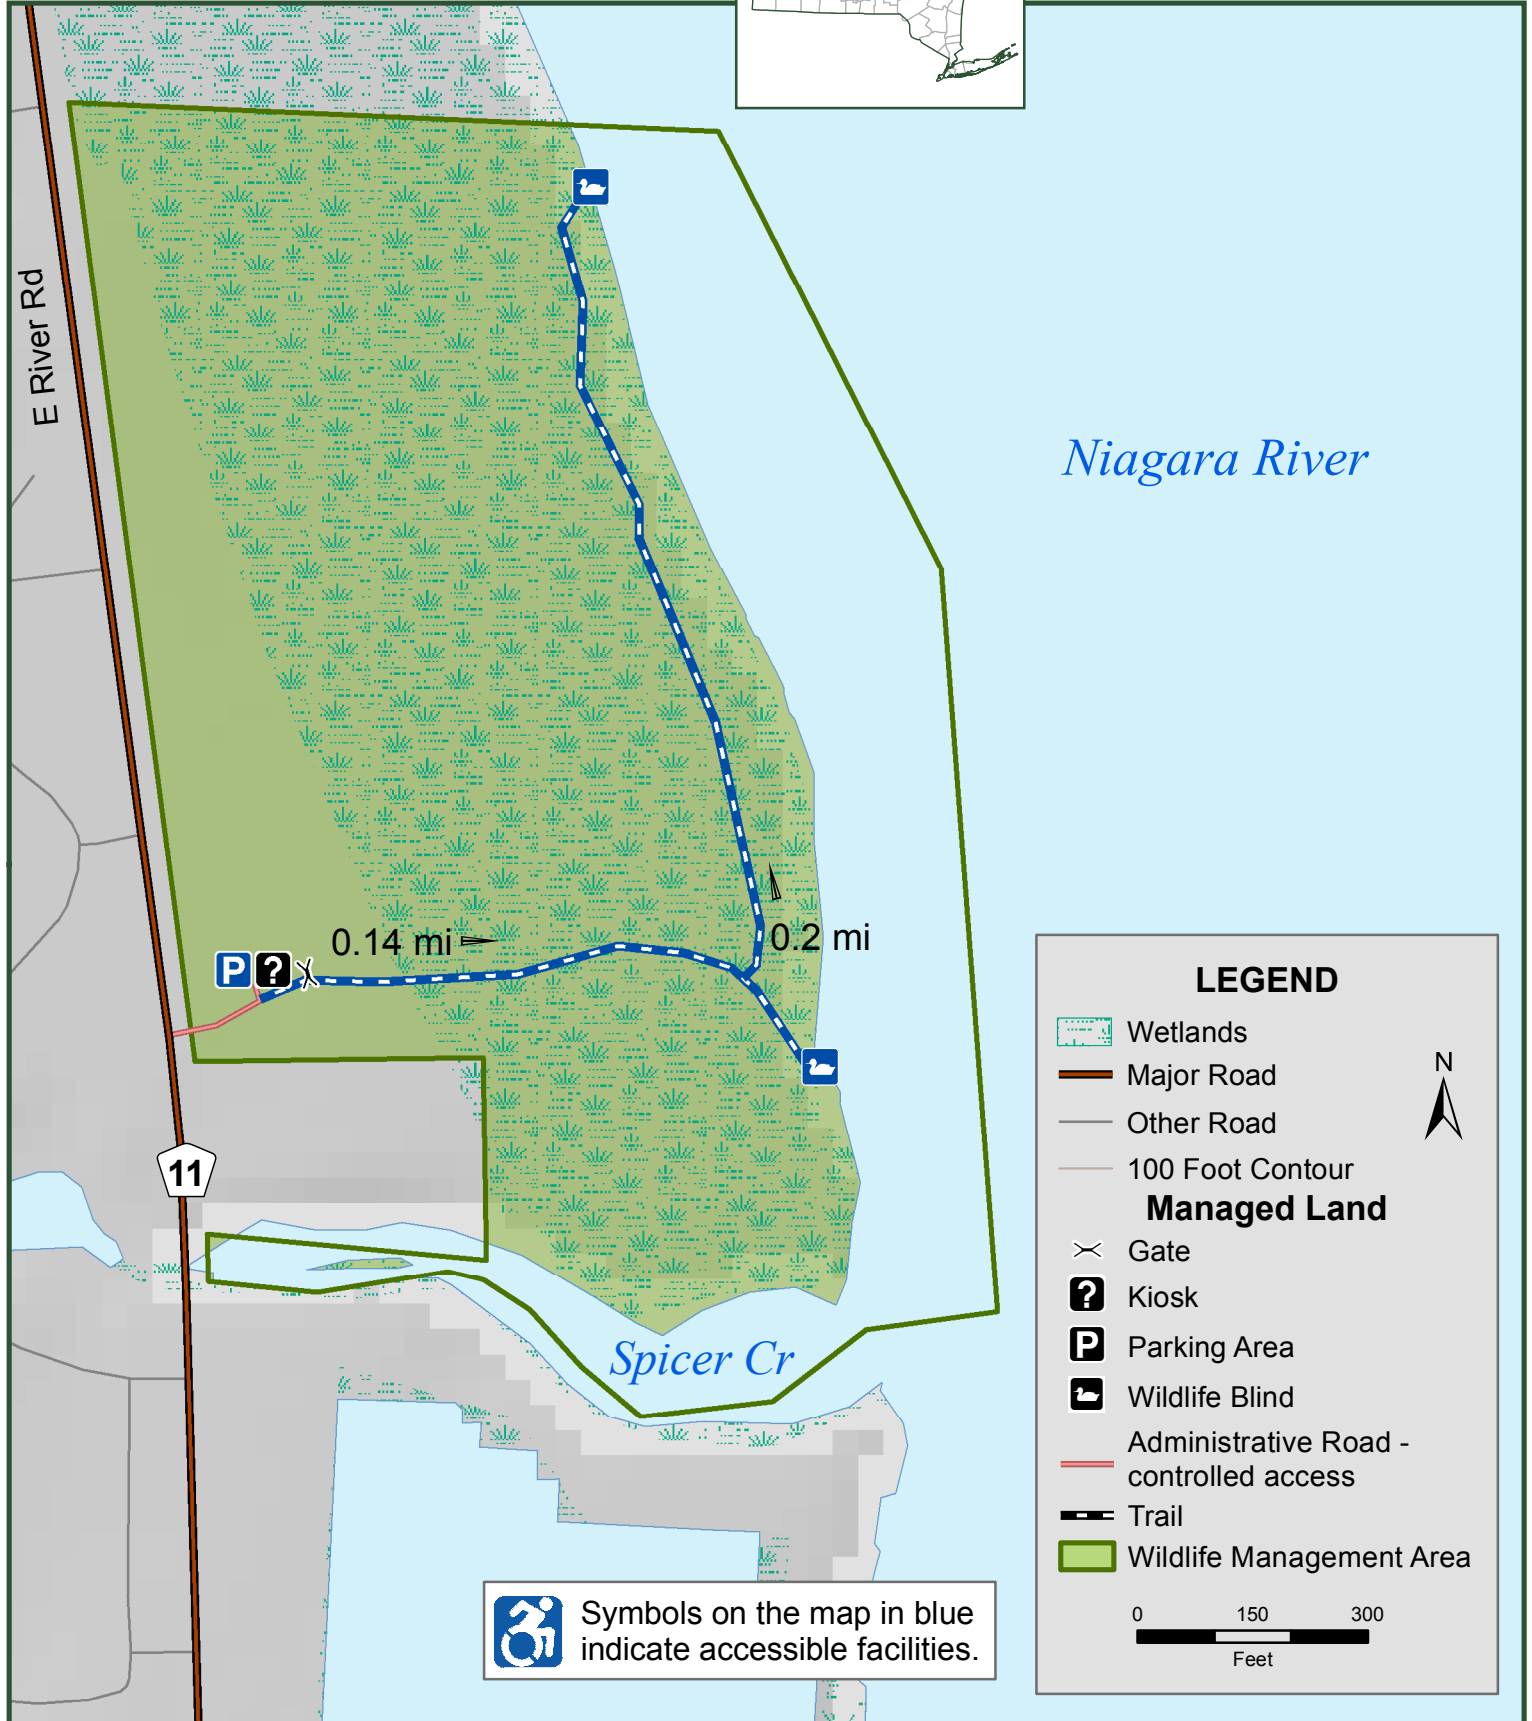 E River Rd
Niagara River
0.14 mi
0.2 mi
P
?
11
Spicer Cr
LEGEND
Wetlands
Major Road
Other Road
100 Foot Contour
N
Managed Land
Gate
? Kiosk
P Parking Area
Wildlife Blind
Administrative Road -
controlled access
Trail
Wildlife Management Area
0 150 300
Feet
Symbols on the map in blue
indicate accessible facilities.